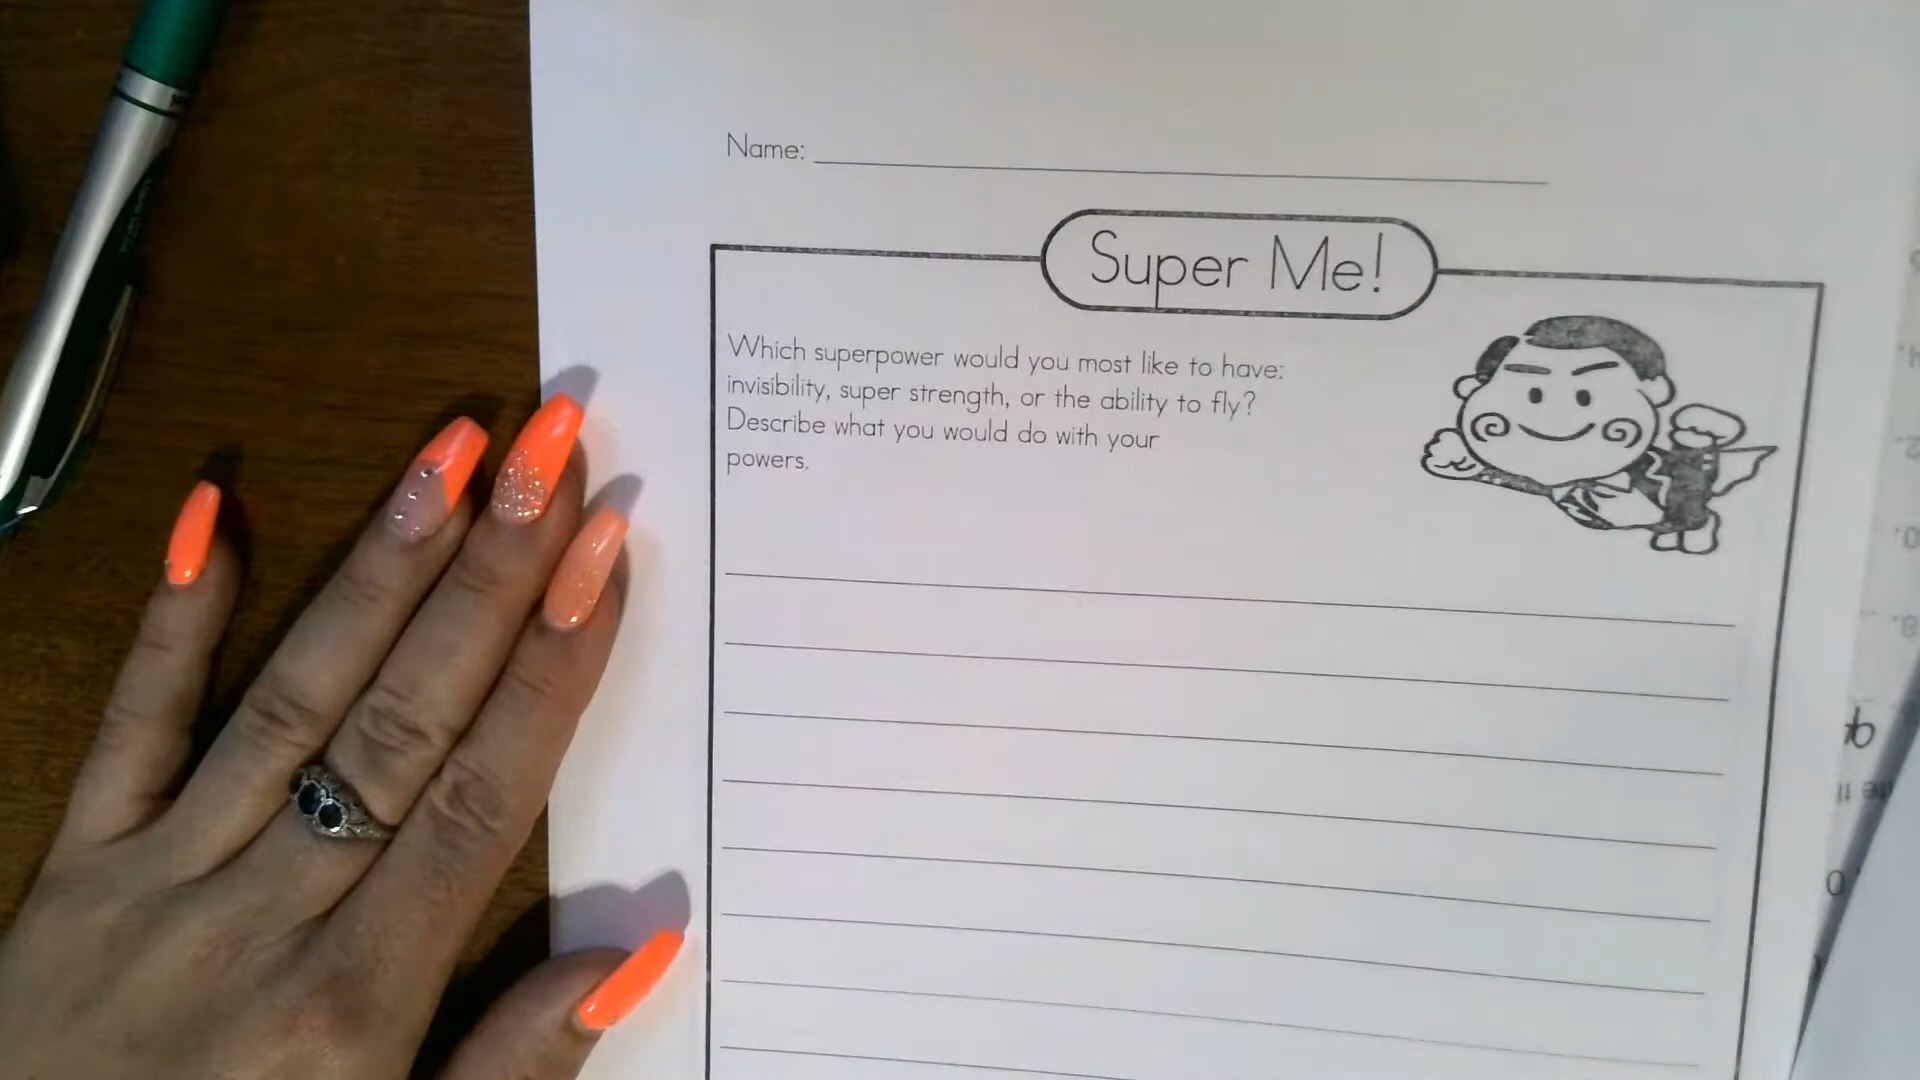 Name:
Super Me!
Which superpower would you most like to have:
invisibility, super strength, or the ability to fly?
Describe what you would do with your
powers.